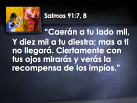 Salmos 91:7, 8
"Caerán a tu lado mil,
Y diez mil a tu diestra; mas a ti
no llegará. Ciertamente con
tus ojos mirarás y verás la
recompensa de los impíos."